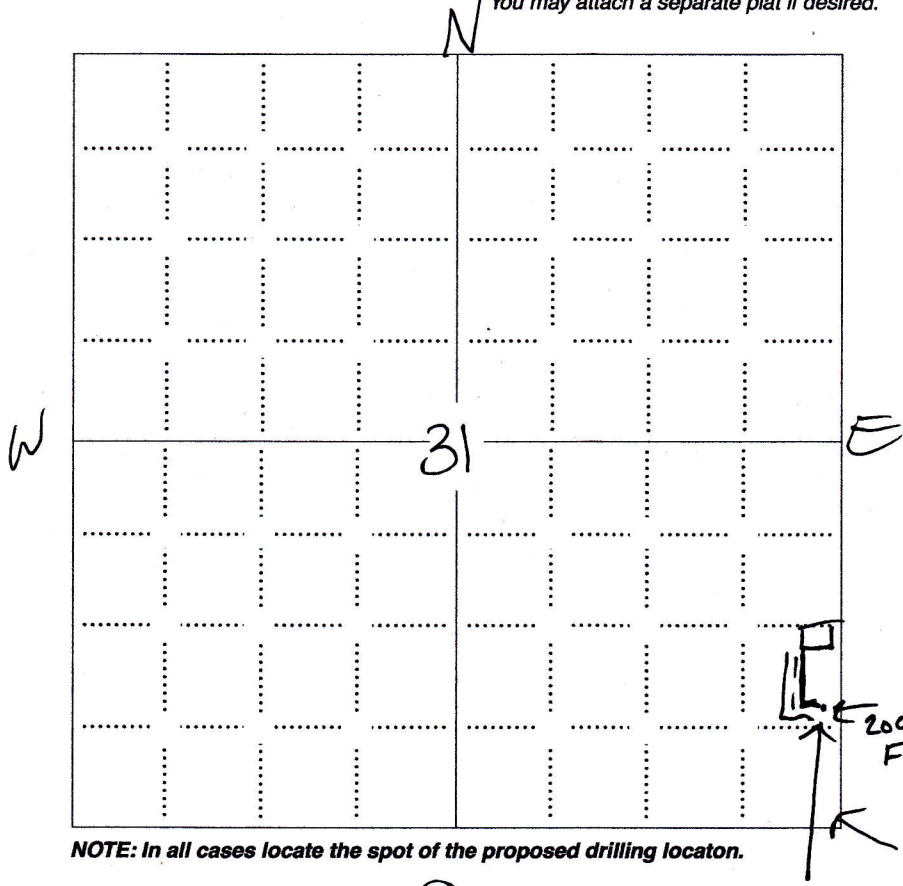 You may attach a separate plat if desired.
N
W
31
E
200
F
NOTE: In all cases locate the spot of the proposed drilling locaton.